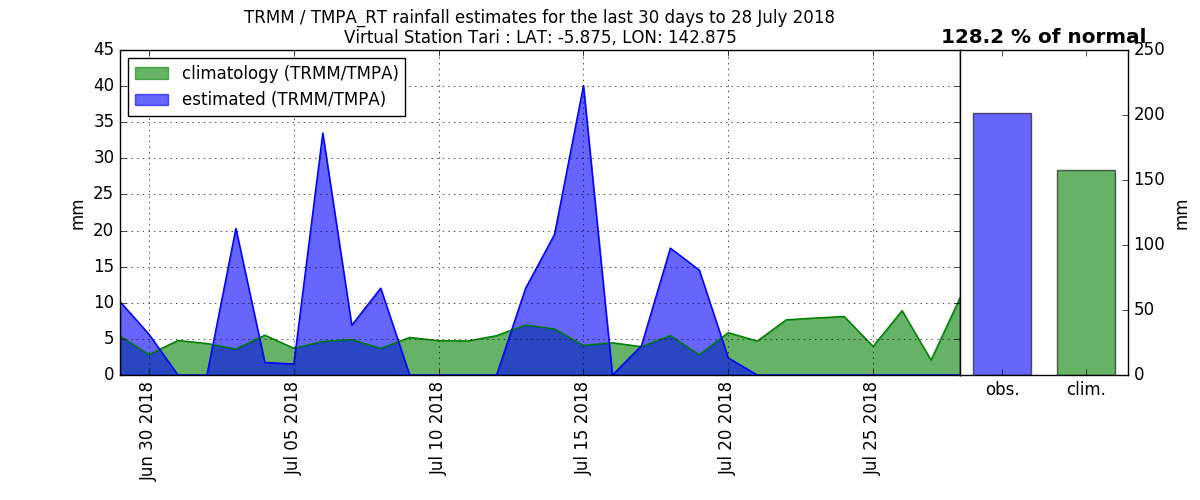 TRMM / TMPA_RT rainfall estimates for the last 30 days to 28 July 2018
Virtual Station Tari : LAT: -5.875, LON: 142.875
128.2 % of normal
climatology (TRMM/TMPA)
estimated (TRMM/TMPA)
45
40
35
30
25
20
15
10
5
0
mm
Jun 30 2018
Jul 05 2018
Jul 10 2018
Jul 15 2018
Jul 20 2018
Jul 25 2018
250
200
150
100
50
0
mm
obs.
clim.